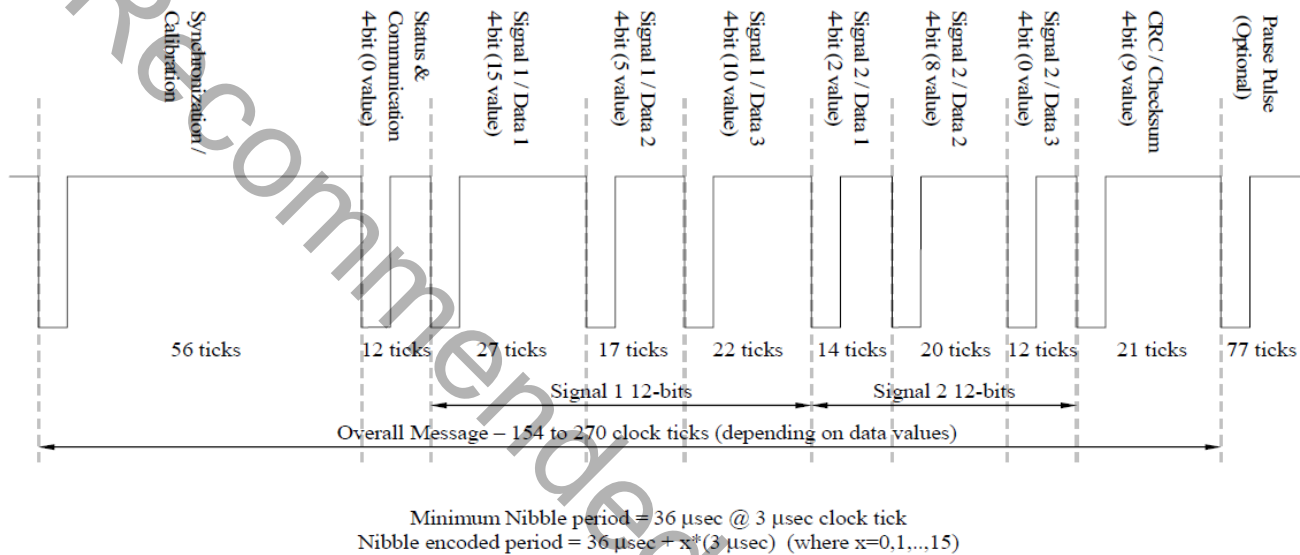 Synchronization /
Calibration
Status &
Communication
4-bit (0 value)
Signal 1 / Data 1
4-bit (15 value)
Signal 1 / Data 2
4-bit (5 value)
Signal 1 / Data 3
4-bit (10 value)
Signal 2 / Data 1
4-bit (2 value)
Signal 2 / Data 2
4-bit (8 value)
Signal 2 / Data 3
4-bit (0 value)
CRC / Checksum
4-bit (9 value)
Pause Pulse
(Optional)
56 ticks
12 ticks
27 ticks
17 ticks
22 ticks
14 ticks
20 ticks
12 ticks
21 ticks
77 ticks
Signal 1 12-bits
Signal 2 12-bits
Overall Message – 154 to 270 clock ticks (depending on data values)
Minimum Nibble period = 36 µsec @ 3 µsec clock tick
Nibble encoded period = 36 µsec + x*(3 µsec) (where x=0,1,..,15)
Recommended